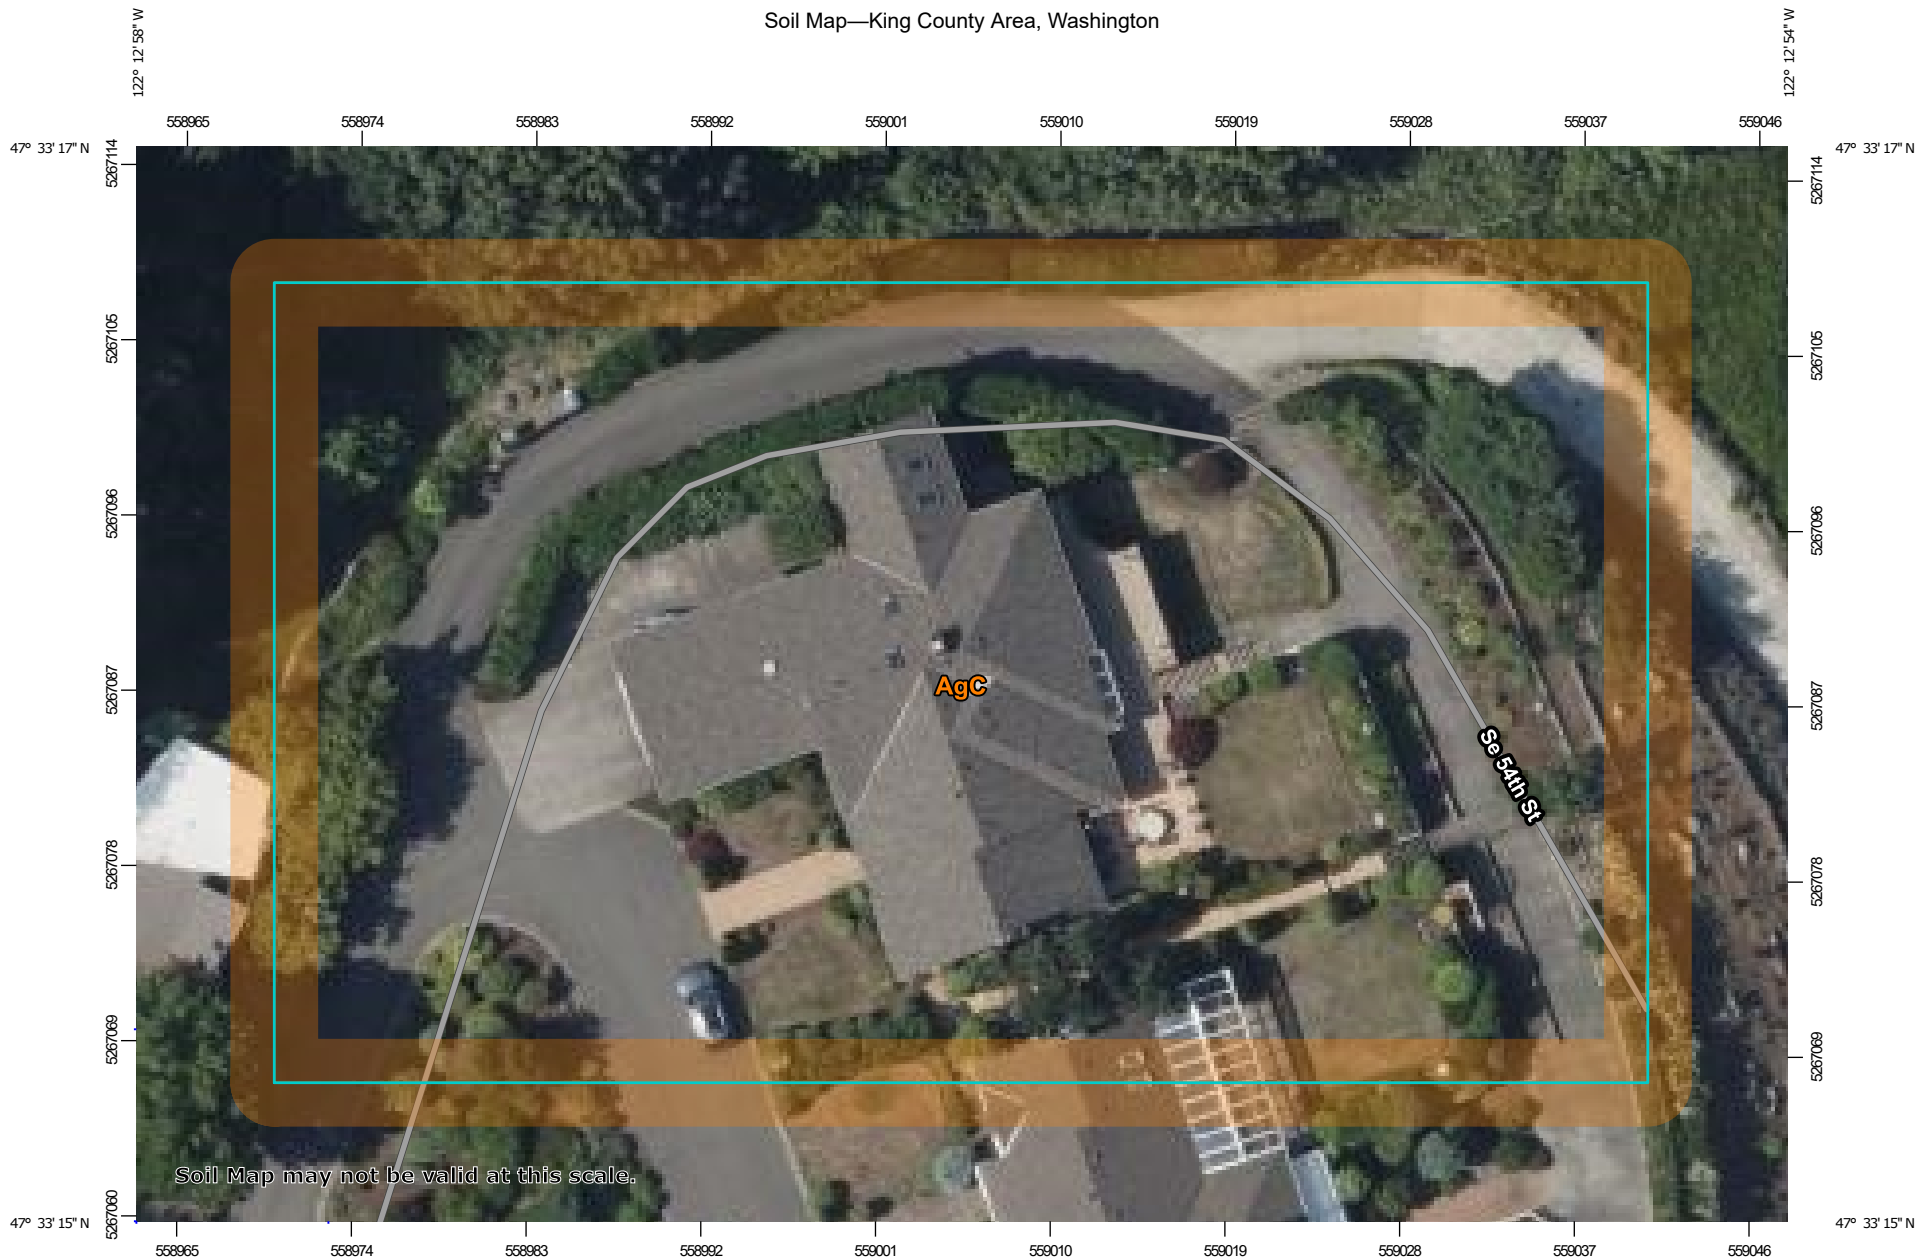 Soil Map—King County Area, Washington
122° 12' 58" W
122° 12' 54" W
558965 558974 558983 558992 559001 559010 559019 559028 559037 559046
47° 33' 17" N
47° 33' 17" N
5267114
5267114
5267105
5267105
5267096
5267096
5267087
5267087
AgC
Se 54th St
5267078
5267078
5267069
5267069
Soil Map may not be valid at this scale.
5267060
47° 33' 15" N
47° 33' 15" N
558965 558974 558983 558992 559001 559010 559019 559028 559037 559046